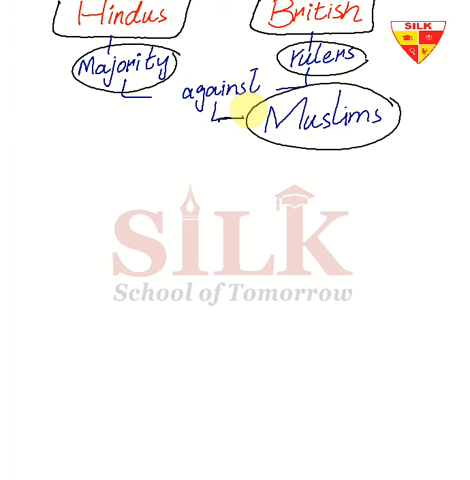 Hindus British
SILK
Majority rulers
against
Muslims
SiLK
School of Tomorrow